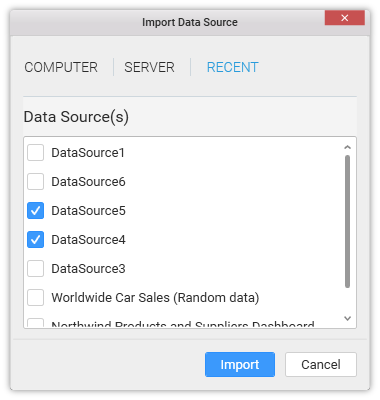 Import Data Source
COMPUTER SERVER RECENT
Data Source(s)
DataSource1
DataSource6
DataSource5
DataSource4
DataSource3
Worldwide Car Sales (Random data)
Northwind Products and Suppliers Dashboard
Import Cancel